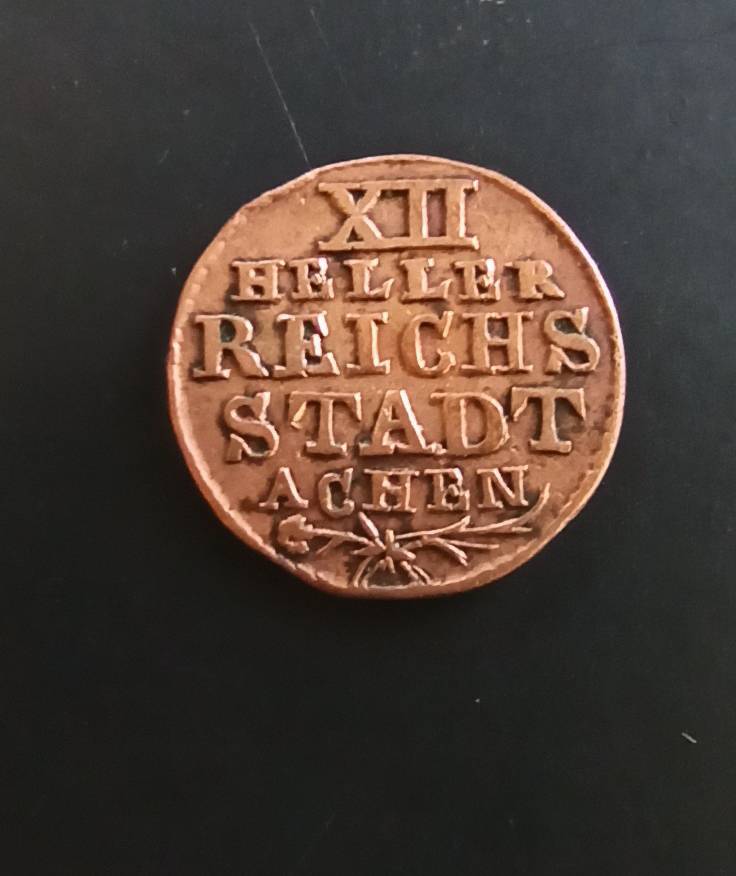 XII
HELLER
REICHS
STADT
ACHEN